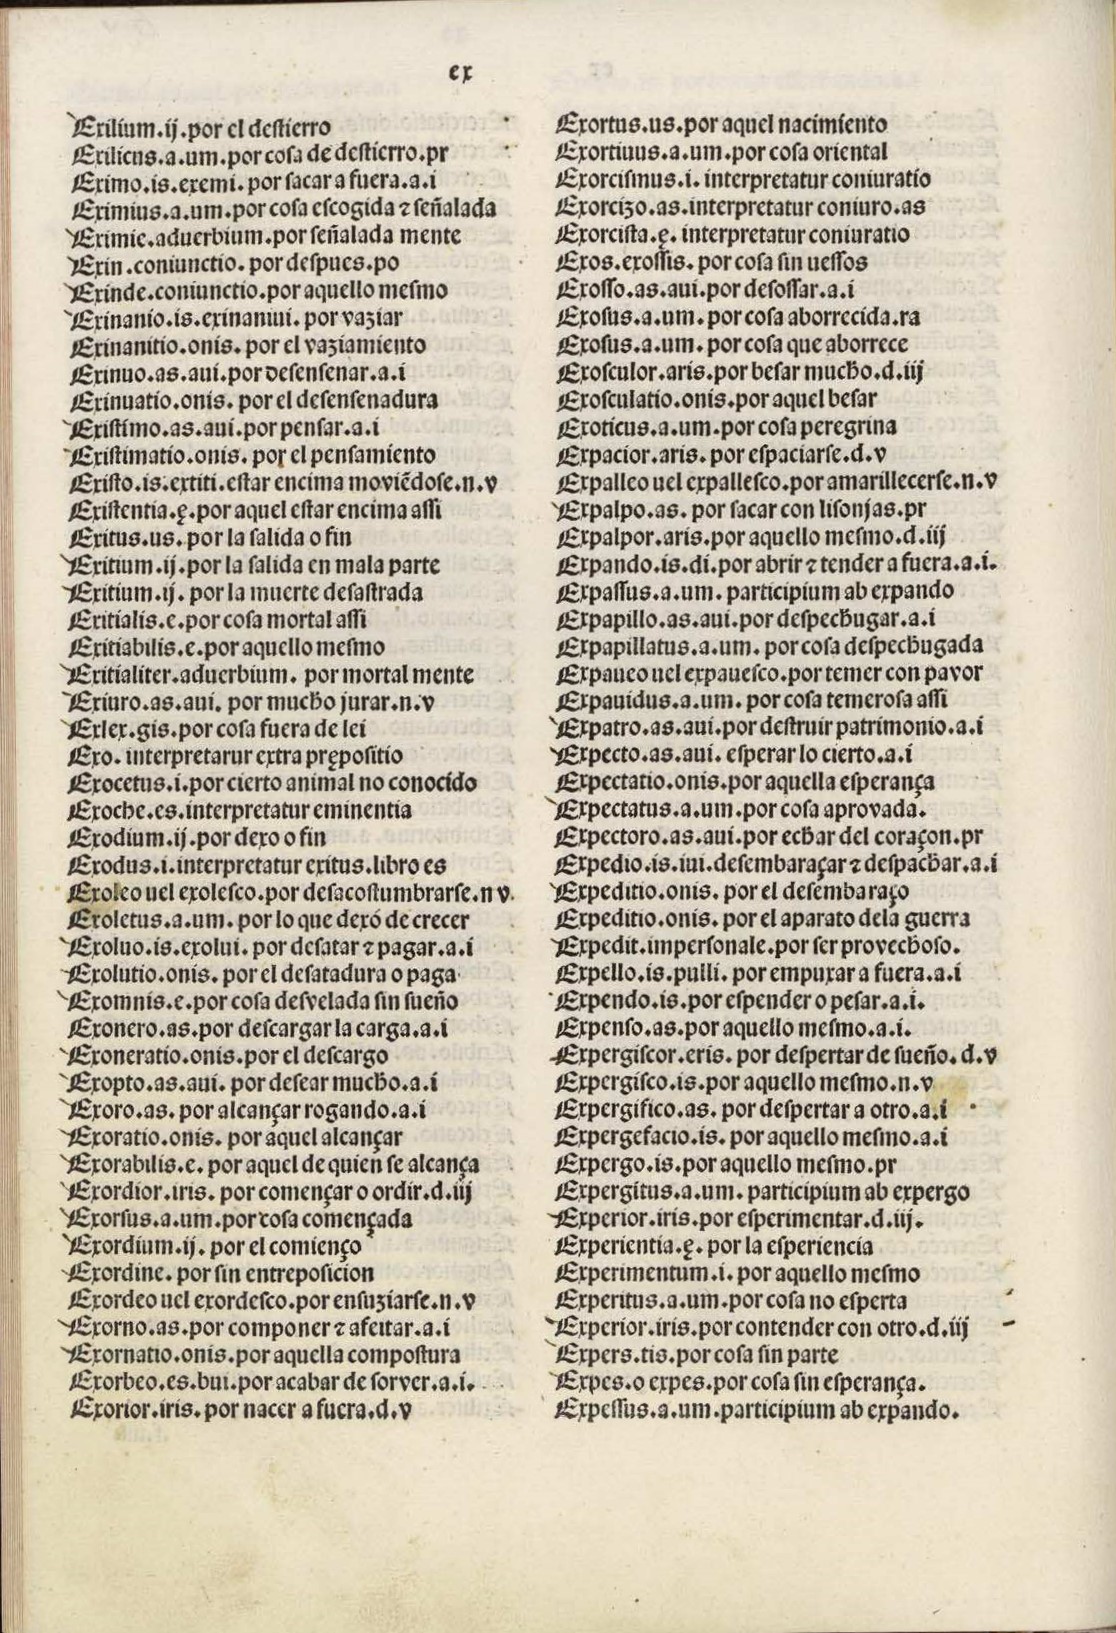 ex
Exilium.ij.por el destierro
Exilicus.a.um.por cosa de destierro.pr
Eximo.is.exemi.por sacar a fuera.a.i
Eximius.a.um.por cosa escogida ⁊ señalada
Eximie.aduerbium.por señalada mente
Exin.coniunctio.por despues.po
Exinde.coniunctio.por aquello mesmo
Exinanio.is.exinaniui.por vaziar
Exinanitio.onis.por el vaziamiento
Exinuo.as.aui.por desensenar.a.i
Exinuatio.onis.por el desensenadura
Existimo.as.aui.por pensar.a.i
Existimatio.onis.por el pensamiento
Existo.is.extiti.estar encima moviẽdose.n.v
Existentia.ę.por aquel estar encima assi
Exitus.us.por la salida o fin
Exitium.ij.por la salida en mala parte
Exitium.ij.por la muerte desastrada
Exitialis.e.por cosa mortal assi
Exitiabilis.e.por aquello mesmo
Exitialiter.aduerbium.por mortal mente
Exiuro.as.aui.por mucho jurar.n.v
Exlex.gis.por cosa fuera de lei
Exo.interpretarur extra prępositio
Exocetus.i.por cierto animal no conocido
Exoche.es.interpretatur eminentia
Exodium.ij.por dexo o fin
Exodus.i.interpretatur exitus.libro es
Exoleo uel exolesco.por desacostumbrarse.n v.
Exoletus.a.um.por lo que dexó de crecer
Exoluo.is.exolui.por desatar ⁊ pagar.a.i
Exolutio.onis.por el desatadura o paga
Exomnis.e.por cosa desvelada sin sueño
Exonero.as.por descargar la carga.a.i
Exoneratio.onis.por el descargo
Exopto.as.aui.por desear mucho.a.i
Exoro.as.por alcançar rogando.a.i
Exoratio.onis.por aquel alcançar
Exorabilis.e.por aquel de quien se alcança
Exordior.iris.por començar o ordir.d.iij
Exorsus.a.um.por cosa començada
Exordium.ij.por el comienço
Exordine.por sin entreposicion
Exordeo uel exordesco.por ensuziarse.n.v
Exorno.as.por componer ⁊ afeitar.a.i
Exornatio.onis.por aquella compostura
Exorbeo.es.bui.por acabar de sorver.a.i.
Exorior.iris.por nacer a fuera.d.v
Exortus.us.por aquel nacimiento
Exortiuus.a.um.por cosa oriental
Exorcismus.i.interpretatur coniuratio
Exorcizo.as.interpretatur coniuro.as
Exorcista.ę.interpretatur coniuratio
Exos.exossis.por cosa sin uessos
Exosso.as.aui.por desossar.a.i
Exosus.a.um.por cosa aborrecida.ra
Exosus.a.um.por cosa que aborrece
Exosculor.aris.por besar mucho.d.iij
Exosculatio.onis.por aquel besar
Exoticus.a.um.por cosa peregrina
Expacior.aris.por espaciarse.d.v
Expalleo uel expallesco.por amarillecerse.n.v
Expalpo.as.por sacar con lisonjas.pr
Expalpor.aris.por aquello mesmo.d.iij
Expando.is.di.por abrir ⁊ tender a fuera.a.i.
Expassus.a.um.participium ab expando
Expapillo.as.aui.por despechugar.a.i
Expapillatus.a.um.por cosa despechugada
Expaueo uel expauesco.por temer con pavor
Expauidus.a.um.por cosa temerosa assi
Expatro.as.aui.por destruir patrimonio.a.i
Expecto.as.aui.esperar lo cierto.a.i
Expectatio.onis.por aquella esperança
Expectatus.a.um.por cosa aprovada.
Expectoro.as.aui.por echar del coraçon.pr
Expedio.is.iui.desembaraçar ⁊ despachar.a.i
Expeditio.onis.por el desembaraço
Expeditio.onis.por el aparato dela guerra
Expedit.impersonale.por ser provechoso.
Expello.is.pulli.por empuxar a fuera.a.i
Expendo.is.por espender o pesar.a.i.
Expenso.as.por aquello mesmo.a.i.
Expergiscor.eris.por despertar de sueño.d.v
Expergisco.is.por aquello mesmo.n.v
Expergifico.as.por despertar a otro.a.i
Expergefacio.is.por aquello mesmo.a.i
Expergo.is.por aquello mesmo.pr
Expergitus.a.um.participium ab expergo
Experior.iris.por esperimentar.d.iij.
Experientia.ę.por la esperiencia
Experimentum.i.por aquello mesmo
Experitus.a.um.por cosa no esperta
Experior.iris.por contender con otro.d.iij
Expers.tis.por cosa sin parte
Expes.o expes.por cosa sin esperança.
Expessus.a.um.participium ab expando.